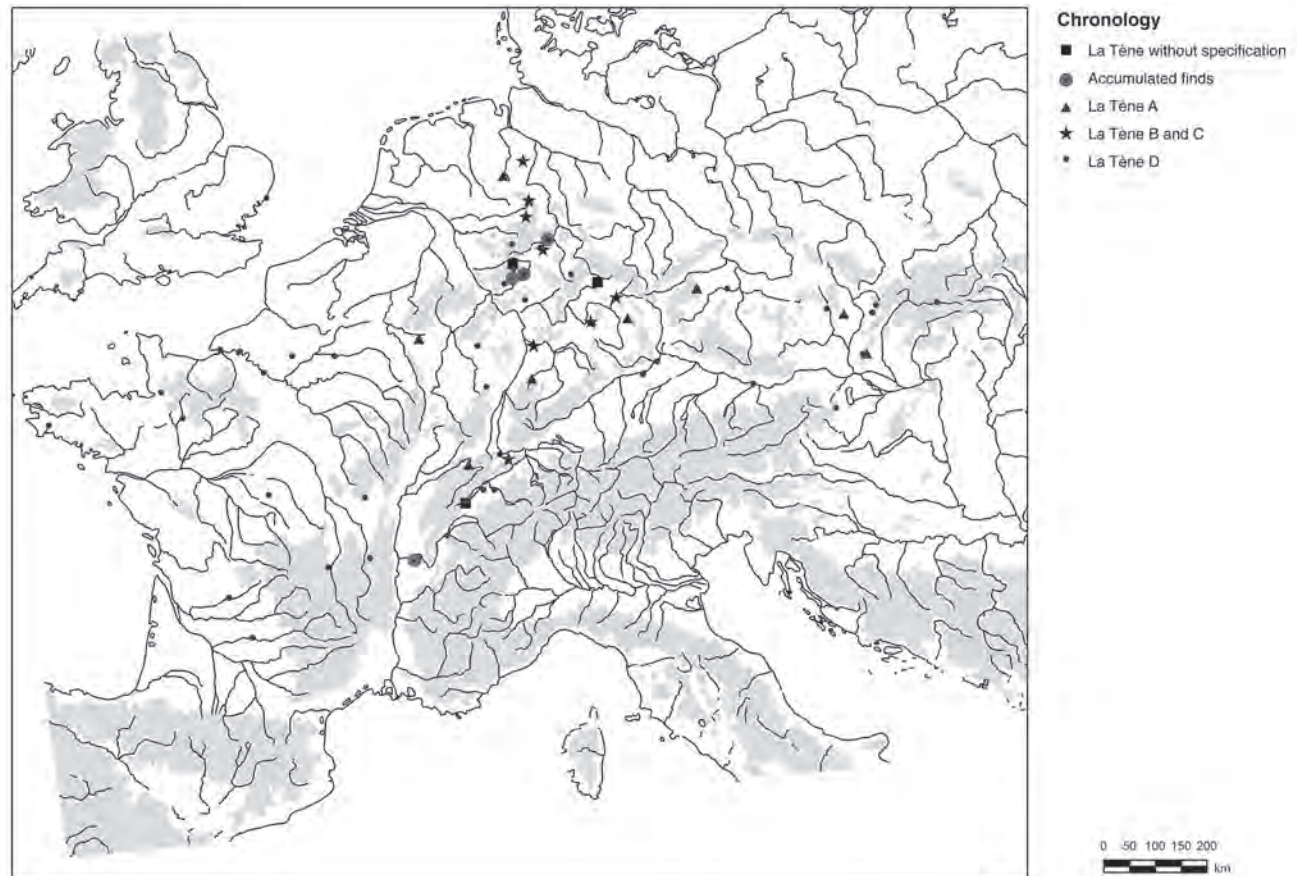 Chronology
La Tène without specification
Accumulated finds
La Tène A
La Tène B and C
La Tène D
0 50 100 150 200
km